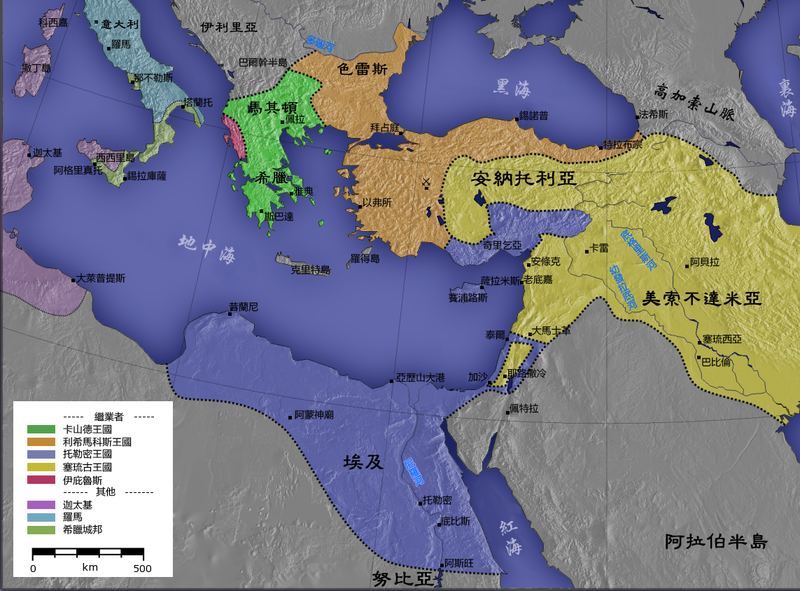 科西嘉
意大利
伊利里亞
羅馬
多瑙河
巴爾幹半島
色雷斯
黑海
高加索山脈
裏海
撒丁島
那不勒斯
塔蘭托
馬其頓
佩拉
拜占庭
錫諾普
法希斯
特拉布宗
迦太基
西西里島
阿格里真托
錫拉庫薩
希臘
雅典
斯巴達
以弗所
安納托利亞
地中海
克里特島
羅得島
奇里乞亞
安條克
卡雷
底格里斯河
阿貝拉
大萊普提斯
薩拉米斯
老底嘉
賽浦路斯
幼發拉底河
美索不達米亞
昔蘭尼
泰爾
大馬士革
塞琉西亞
巴比倫
亞歷山大港
加沙
耶路撒冷
佩特拉
阿蒙神廟
埃及
尼羅河
托勒密
底比斯
紅海
阿拉伯半島
阿斯旺
努比亞
繼業者
卡山德王國
利希馬科斯王國
托勒密王國
塞琉古王國
伊庇魯斯
其他
迦太基
羅馬
希臘城邦
0 km 500